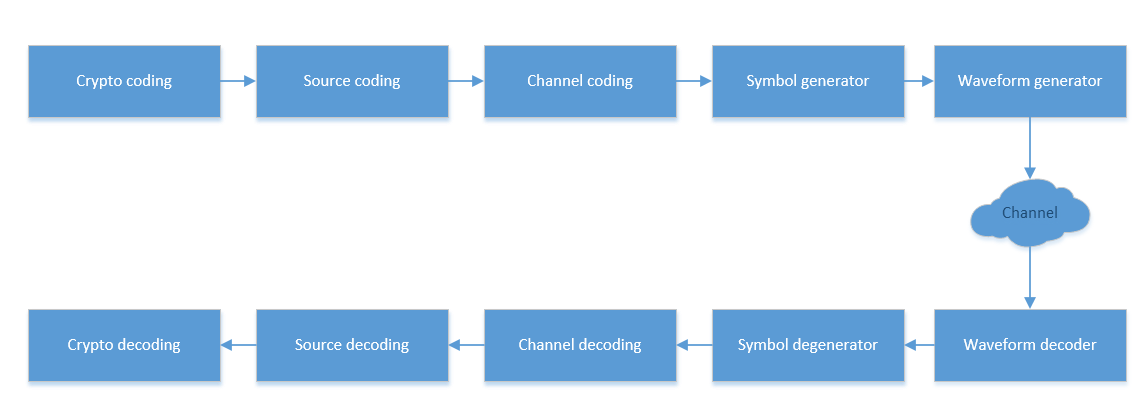 Crypto coding
Source coding
Channel coding
Symbol generator
Waveform generator
Channel
Crypto decoding
Source decoding
Channel decoding
Symbol degenerator
Waveform decoder